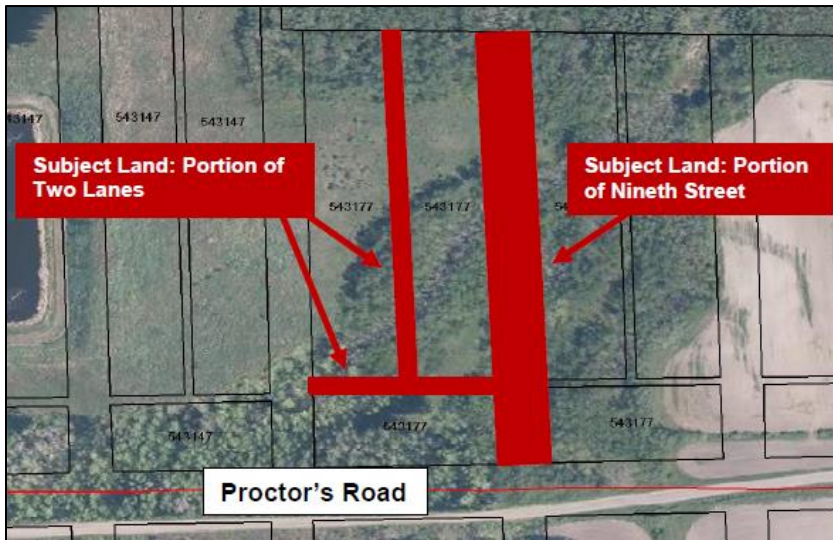 43147
543147
543147
Subject Land: Portion of
Two Lanes
Subject Land: Portion
of Nineth Street
543177
543177
543147
543177
543177
Proctor's Road